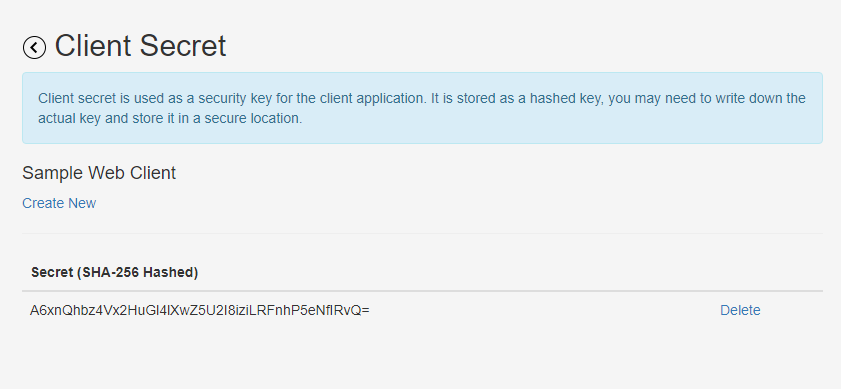 Client Secret
Client secret is used as a security key for the client application. It is stored as a hashed key, you may need to write down the
actual key and store it in a secure location.
Sample Web Client
Create New
Secret (SHA-256 Hashed)
A6xnQhbz4Vx2HuGl4lXwZ5U2I8iziLRFnhP5eNflRvQ= Delete